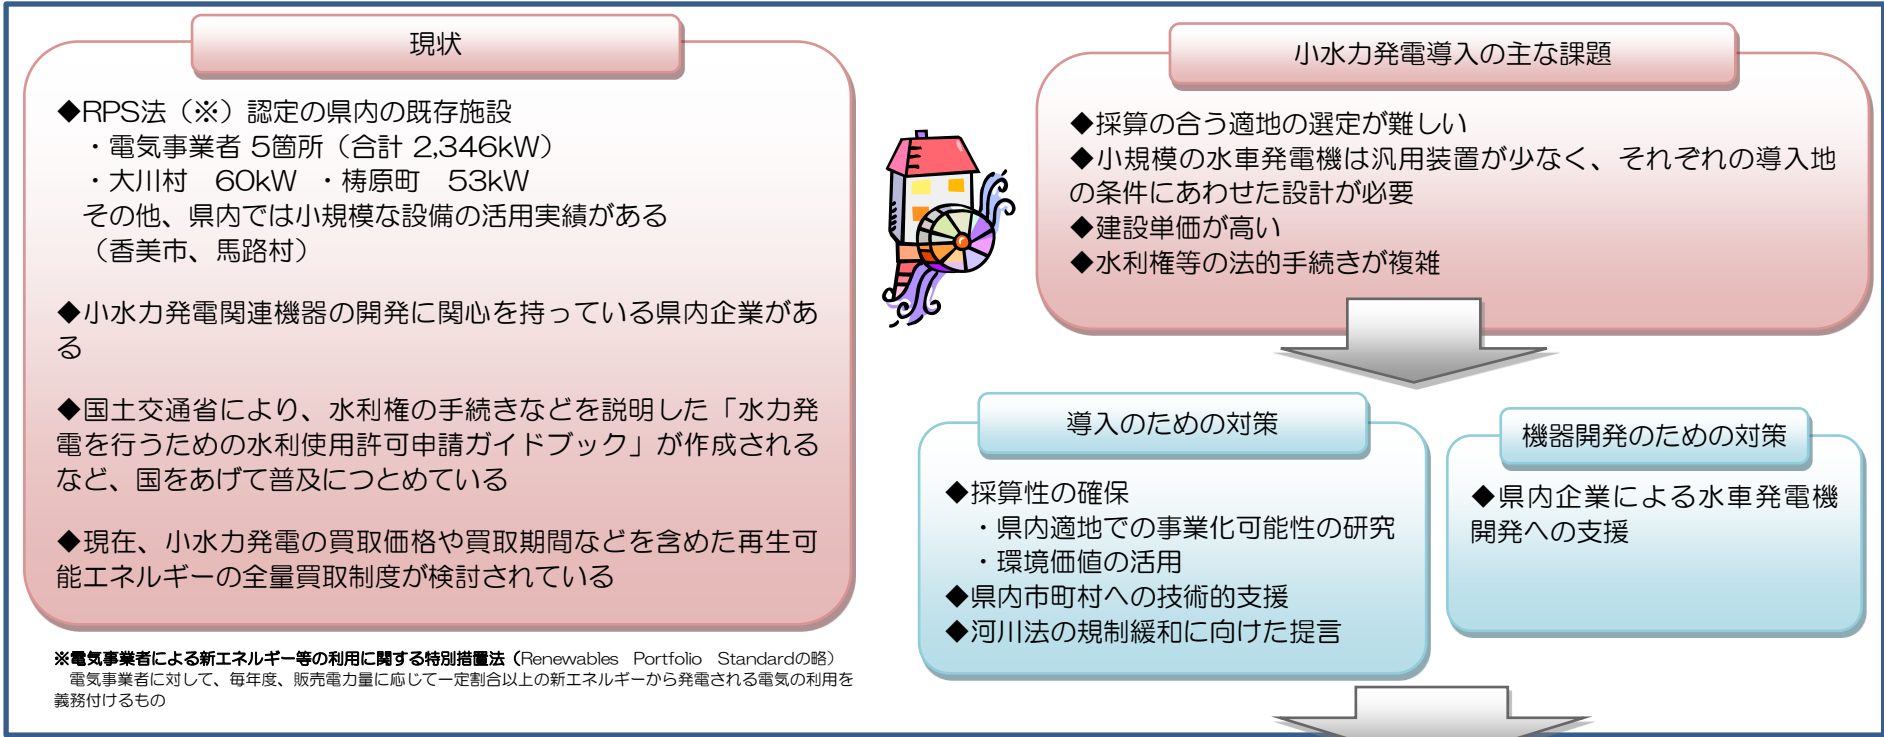 現状
◆RPS法（※）認定の県内の既存施設
・電気事業者 5箇所（合計 2,346kW）
・大川村　60kW　・梼原町　53kW
その他、県内では小規模な設備の活用実績がある
（香美市、馬路村）
◆小水力発電関連機器の開発に関心を持っている県内企業があ
る
◆国土交通省により、水利権の手続きなどを説明した「水力発
電を行うための水利使用許可申請ガイドブック」が作成される
など、国をあげて普及につとめている
◆現在、小水力発電の買取価格や買取期間などを含めた再生可
能エネルギーの全量買取制度が検討されている
※電気事業者による新エネルギー等の利用に関する特別措置法（Renewables　Portfolio　Standardの略）
電気事業者に対して、毎年度、販売電力量に応じて一定割合以上の新エネルギーから発電される電気の利用を
義務付けるもの
小水力発電導入の主な課題
◆採算の合う適地の選定が難しい
◆小規模の水車発電機は汎用装置が少なく、それぞれの導入地
の条件にあわせた設計が必要
◆建設単価が高い
◆水利権等の法的手続きが複雑
導入のための対策
◆採算性の確保
・県内適地での事業化可能性の研究
・環境価値の活用
◆県内市町村への技術的支援
◆河川法の規制緩和に向けた提言
機器開発のための対策
◆県内企業による水車発電機
開発への支援